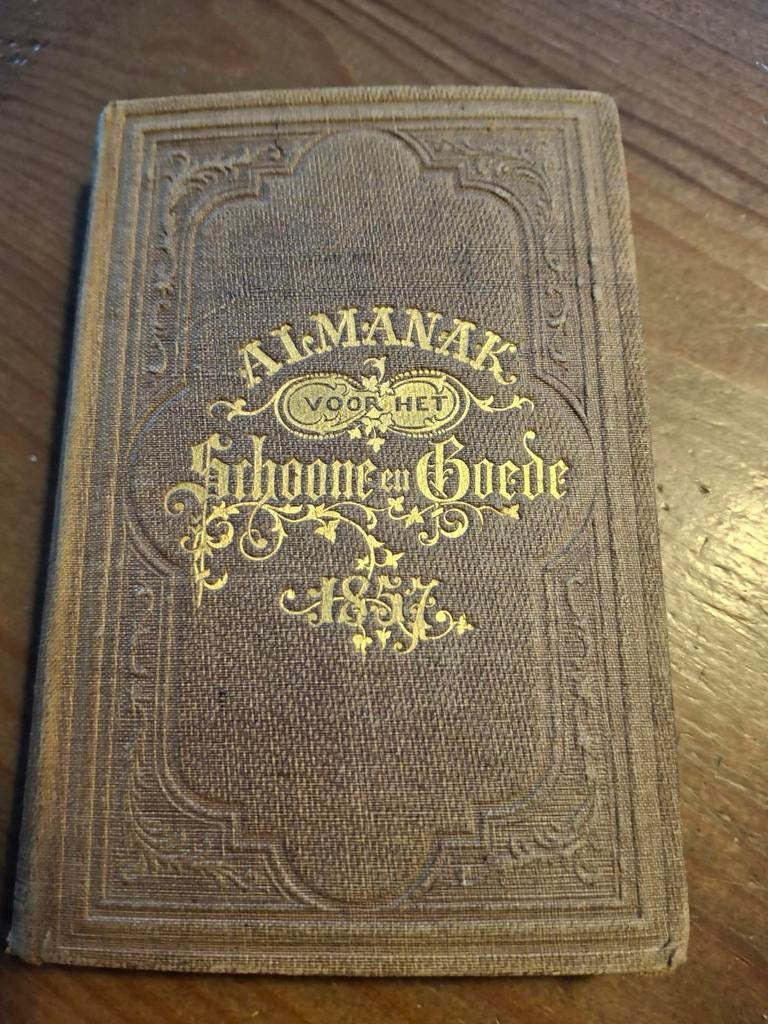 ALMANAK
VOOR HET
Schoone en Goede
1857